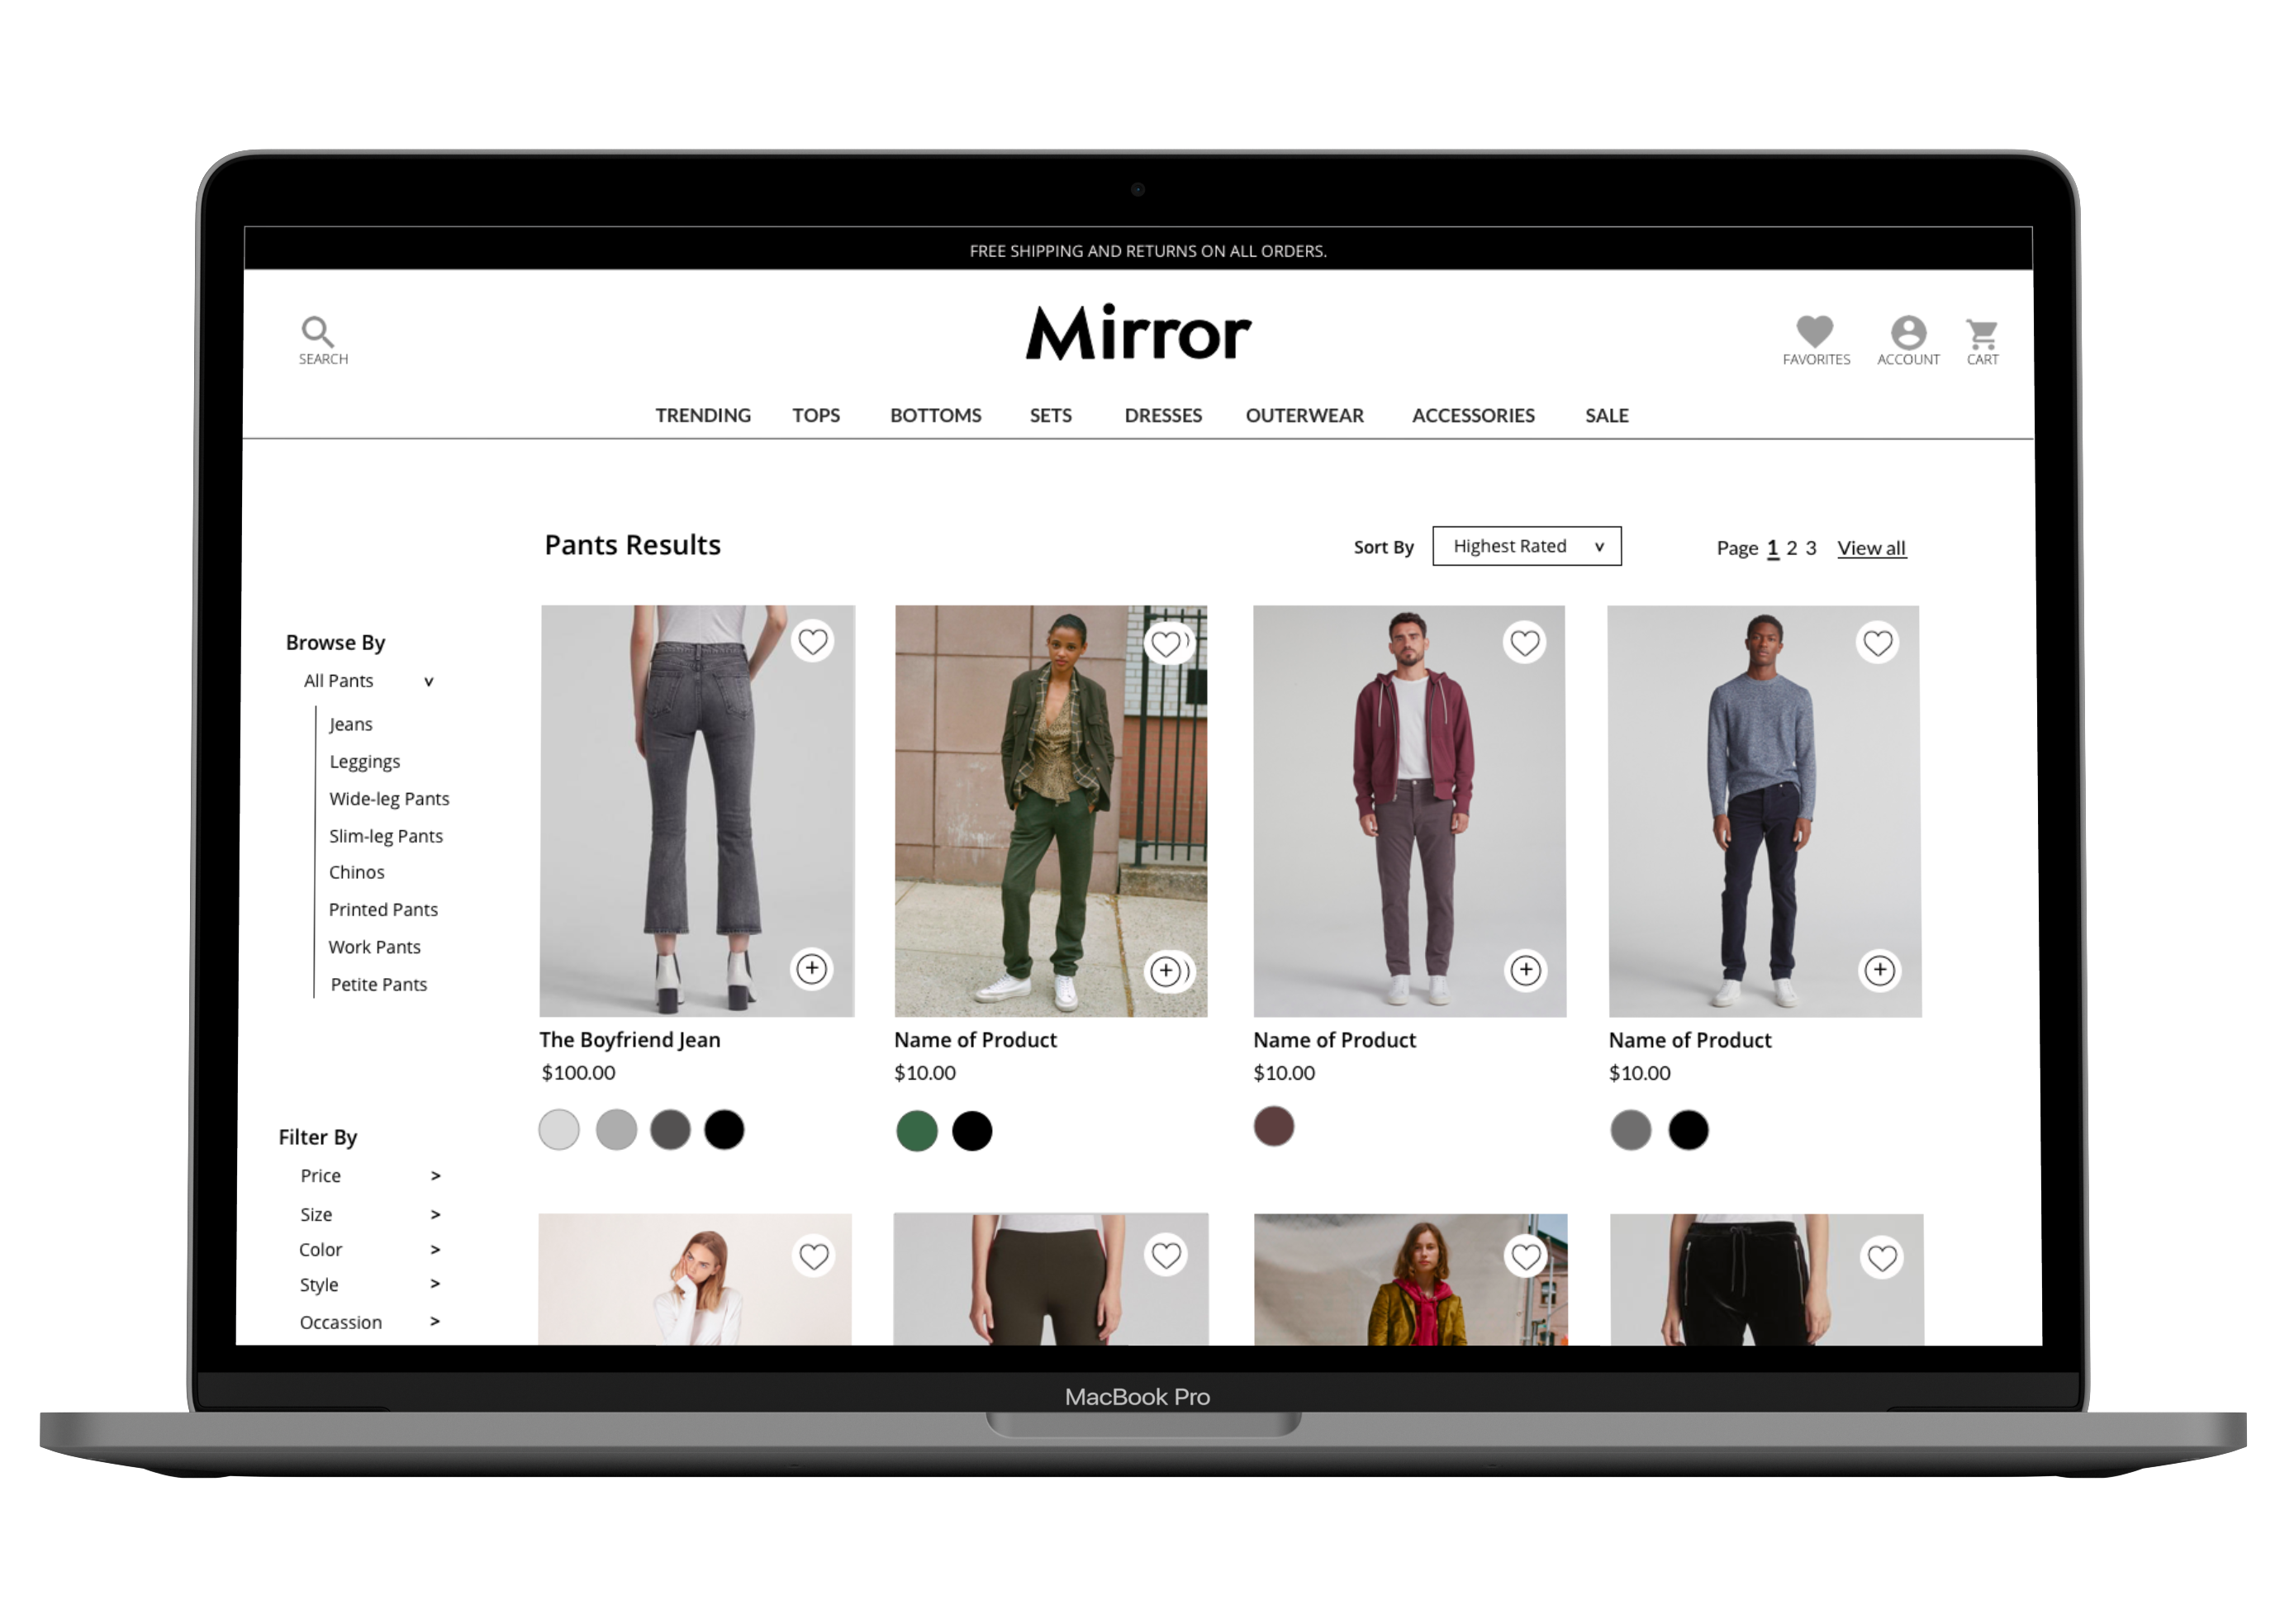 FREE SHIPPING AND RETURNS ON ALL ORDERS.
Mirror
SEARCH
FAVORITES ACCOUNT CART
TRENDING TOPS BOTTOMS SETS DRESSES OUTERWEAR ACCESSORIES SALE
Pants Results
Sort By Highest Rated v
Page 1 2 3 View all
Browse By
All Pants v
Jeans
Leggings
Wide-leg Pants
Slim-leg Pants
Chinos
Printed Pants
Work Pants
Petite Pants
The Boyfriend Jean
$100.00
Name of Product
$10.00
Name of Product
$10.00
Name of Product
$10.00
Filter By
Price >
Size >
Color >
Style >
Occassion >
MacBook Pro